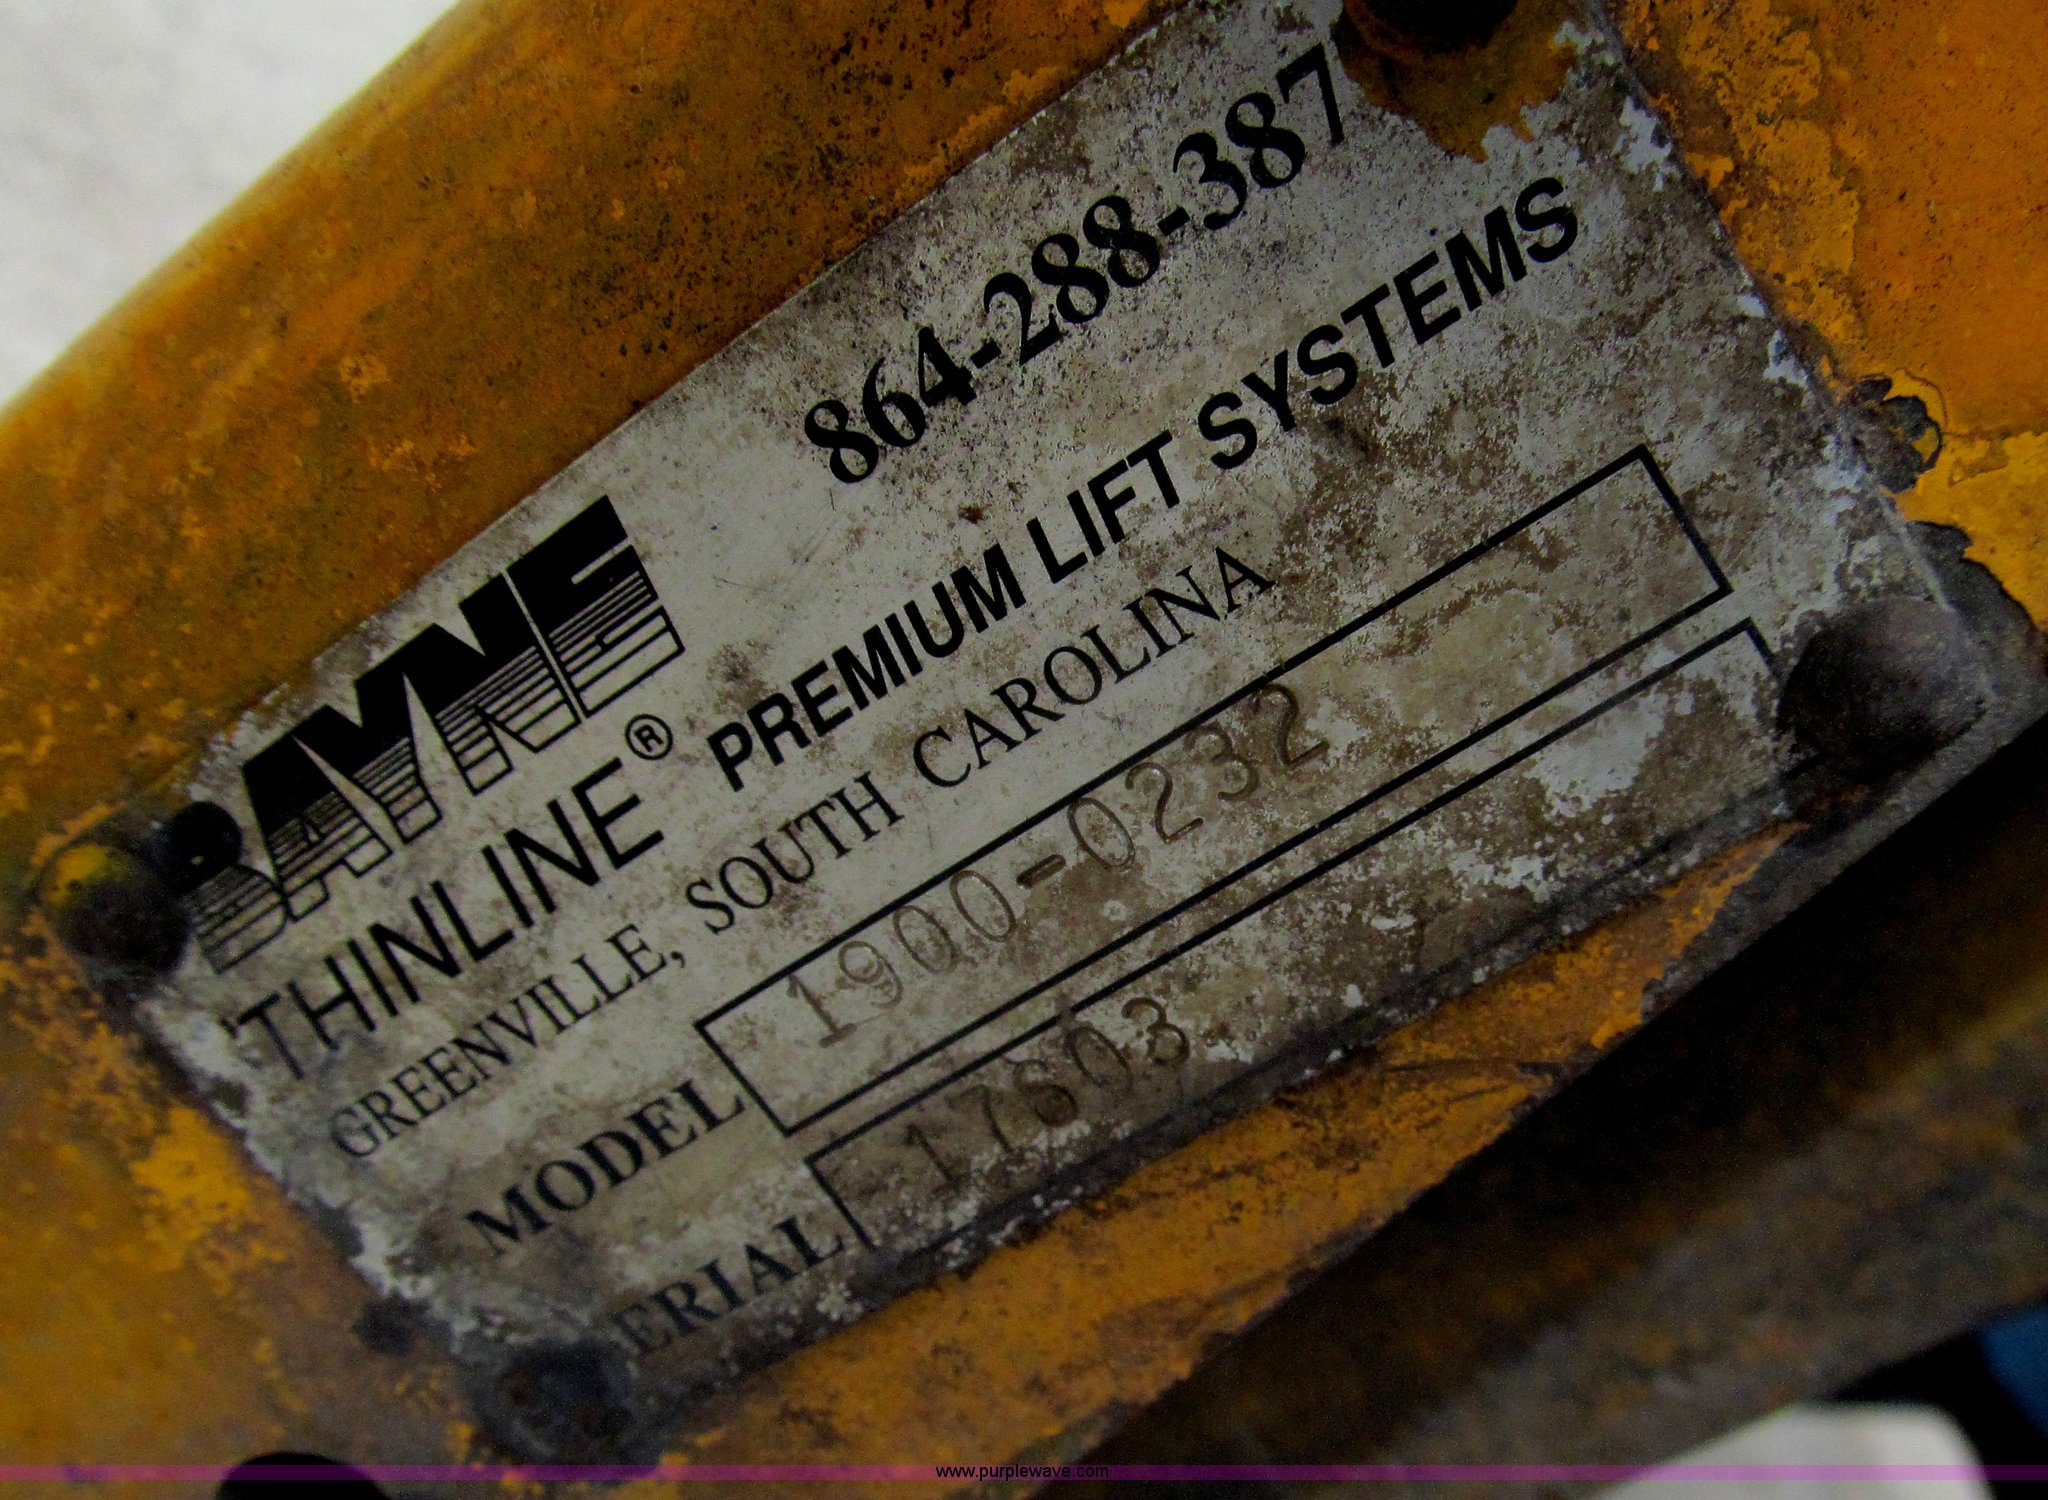 864-288-387
BAYNE
THINLINE® PREMIUM LIFT SYSTEMS
GREENVILLE, SOUTH CAROLINA
MODEL 1900-0232
ERIAL 17603
www.purplewave.com